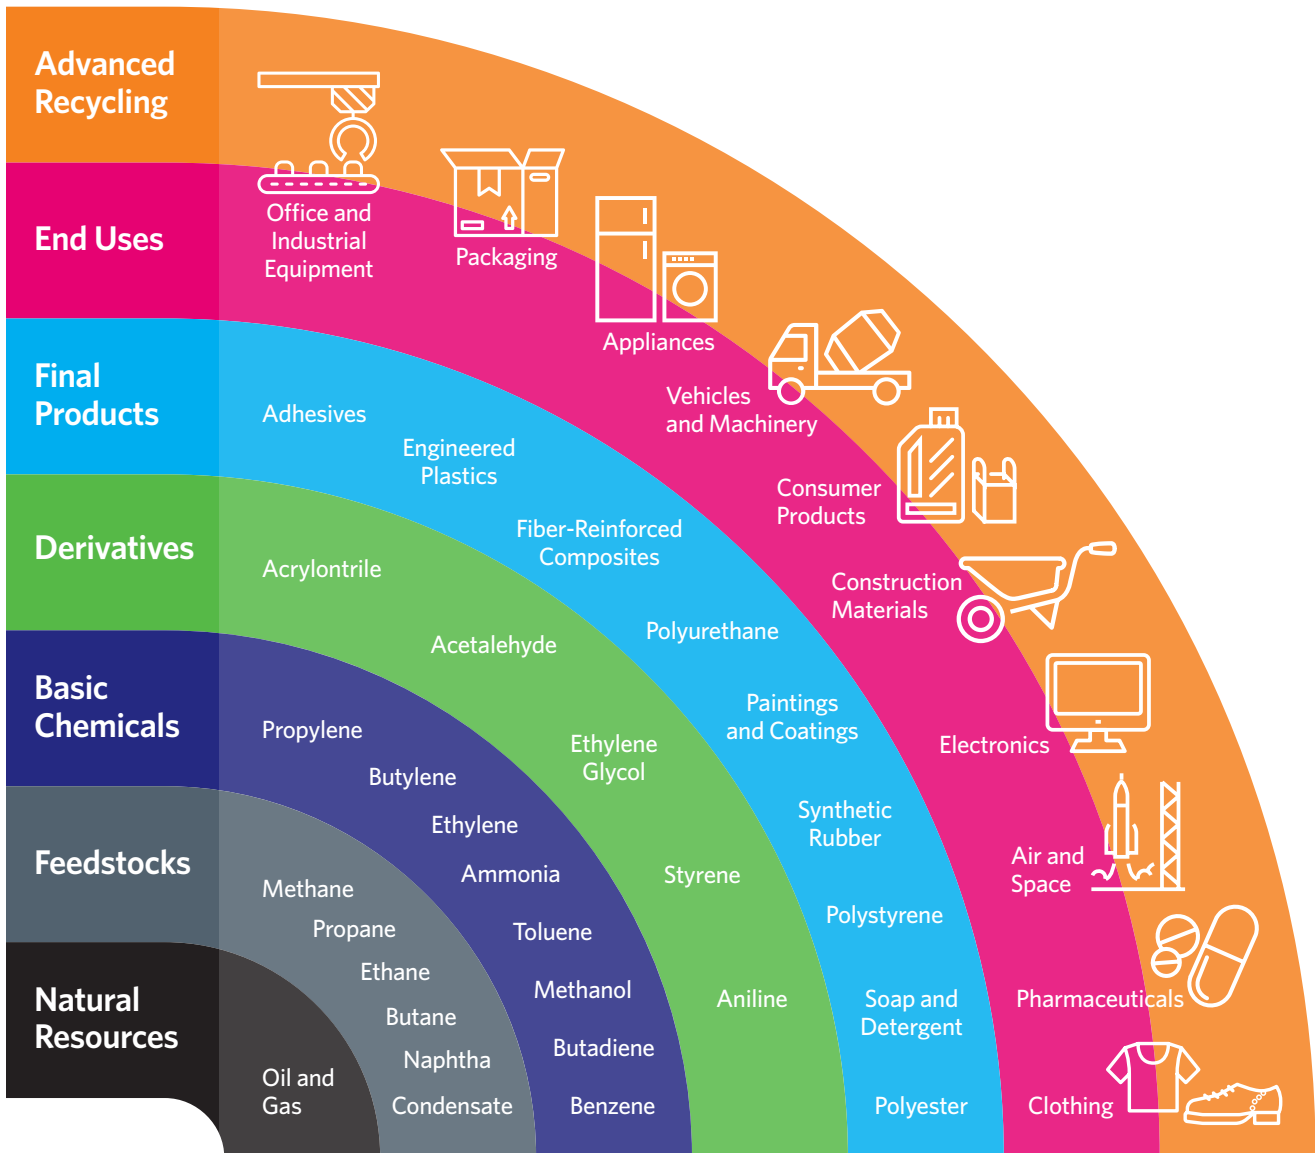 Advanced
Recycling
End Uses
Office and
Industrial
Equipment
Packaging
Appliances
Vehicles
and Machinery
Consumer
Products
Construction
Materials
Electronics
Air and
Space
Pharmaceuticals
Clothing
Final
Products
Adhesives
Engineered
Plastics
Fiber-Reinforced
Composites
Polyurethane
Paintings
and Coatings
Synthetic
Rubber
Polystyrene
Soap and
Detergent
Polyester
Derivatives
Acrylontrile
Acetalehyde
Ethylene
Glycol
Styrene
Aniline
Basic
Chemicals
Propylene
Butylene
Ethylene
Ammonia
Toluene
Methanol
Butadiene
Benzene
Feedstocks
Methane
Propane
Ethane
Butane
Naphtha
Condensate
Natural
Resources
Oil and
Gas